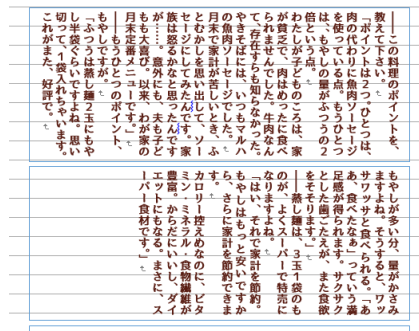 ――この料理のポイントを、
教えて下さい。
「ポイントは２つ。ひとつは、
肉の代わりに魚肉ソーセージ
を使っている点。もうひとつ
は、もやしの量がふつうの２
倍という点。
わたしが子どものころは、家
が貧乏で、肉はめったに食べ
られませんでした。牛肉なん
て、存在すらも知らなかった。
やきそばには、いつもマルハ
の魚肉ソーセージでした。
月末で家計が苦しいとき、ふ
とむかしを思い出して、ソー
セージにしてみたんです。家
族は怒るかなと思ったんです
が……。意外にも、夫も子ど
もも大喜び。以来、わが家の
月末定番メニューです。」
――もうひとつのポイント、
もやしですが。
「ふつうは蒸し麺２玉にもや
し半袋くらいですよね。思い
切って、１袋入れちゃいます。
これがまた、好評で。
もやしが多い分、量がかさみ
ますよね。そうすると、ワッ
サワッサと食べられる。「あ
あ、食べたなぁ」っていう満
足感が得られます。サクサク
とした歯ごたえが、また食欲
をそそります。」
――蒸し麺は、３玉１袋のも
のが、よくスーパーで特売に
なりますよね。
「はい、それで家計を節約。
もやしはもっと安いですか
ら、さらに家計を節約できま
す。
カロリー控えめなのに、ビタ
ミン・ミネラル・食物繊維が
豊富。からだにいいし、ダイ
エットにもなる。まさに、ス
ーパー食材です。」